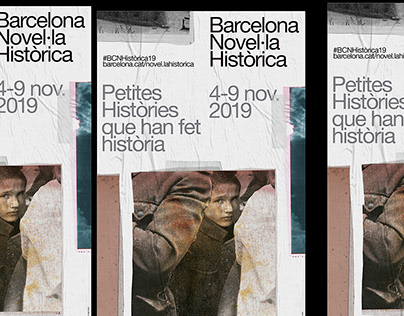 Barcelona
Novel·la
Històrica
4-9 nov.
2019
#BCNHistòrica19
barcelona.cat/novel.lahistorica
Petites
Històries
que han fet
història
Barcelona
Novel·la
Històrica
4-9 nov.
2019
#BCNHistòrica19
barcelona.cat/novel.lahistorica
Petites
Històries
que han
història